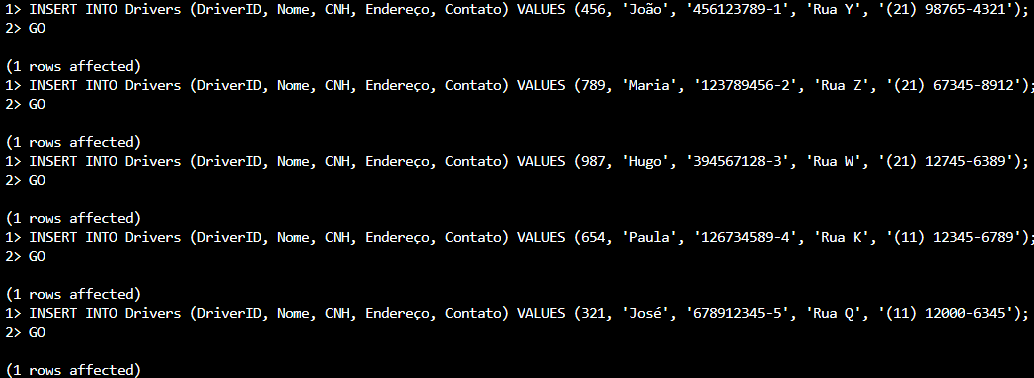 1> INSERT INTO Drivers (DriverID, Nome, CNH, Endereço, Contato) VALUES (456, 'João', '456123789-1', 'Rua Y', '(21) 98765-4321');
2> GO
(1 rows affected)
1> INSERT INTO Drivers (DriverID, Nome, CNH, Endereço, Contato) VALUES (789, 'Maria', '123789456-2', 'Rua Z', '(21) 67345-8912');
2> GO
(1 rows affected)
1> INSERT INTO Drivers (DriverID, Nome, CNH, Endereço, Contato) VALUES (987, 'Hugo', '394567128-3', 'Rua W', '(21) 12745-6389');
2> GO
(1 rows affected)
1> INSERT INTO Drivers (DriverID, Nome, CNH, Endereço, Contato) VALUES (654, 'Paula', '126734589-4', 'Rua K', '(11) 12345-6789');
2> GO
(1 rows affected)
1> INSERT INTO Drivers (DriverID, Nome, CNH, Endereço, Contato) VALUES (321, 'José', '678912345-5', 'Rua Q', '(11) 12000-6345');
2> GO
(1 rows affected)